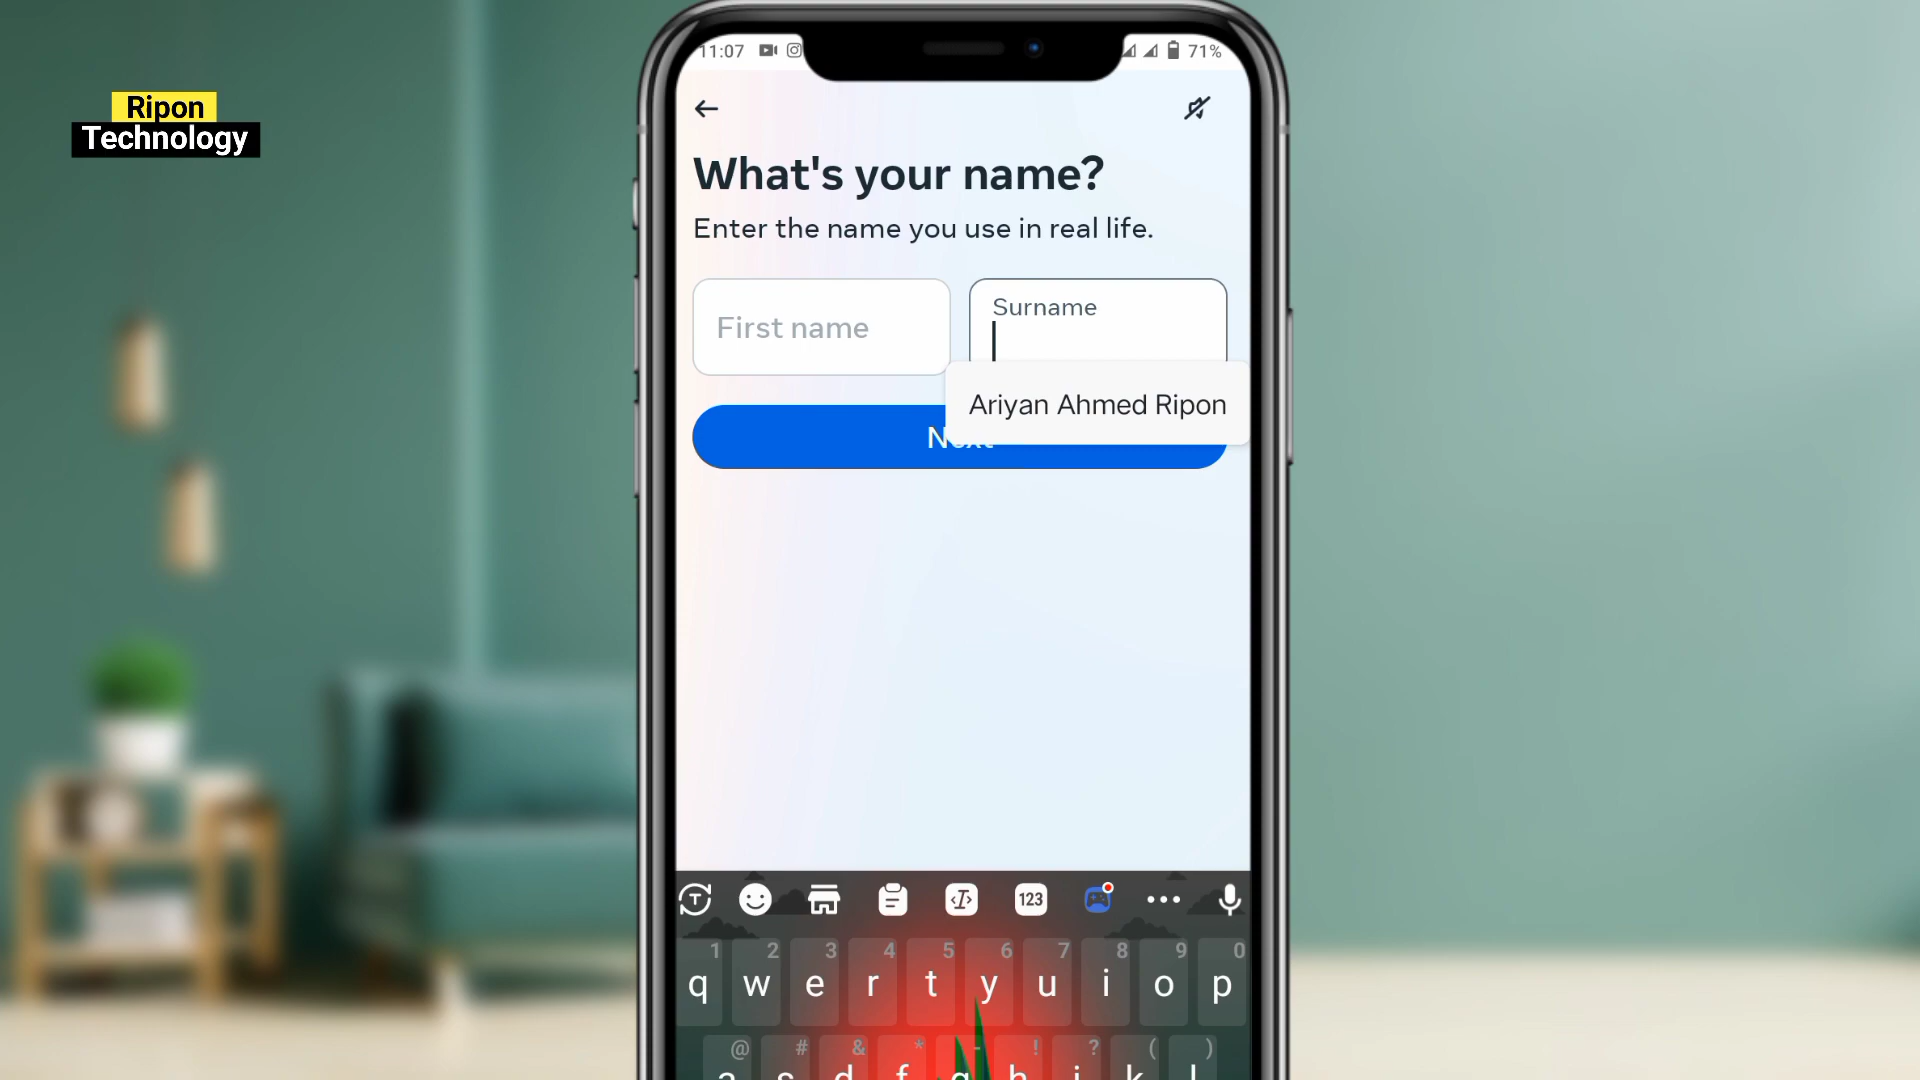 Ripon
Technology
11:07
71%
What's your name?
Enter the name you use in real life.
First name
Surname
Ariyan Ahmed Ripon
123
1 2 3 4 5 6 7 8 9 0
q w e r t y u i o p
@ # & * - ! ? ( )
a s d f g h j k l